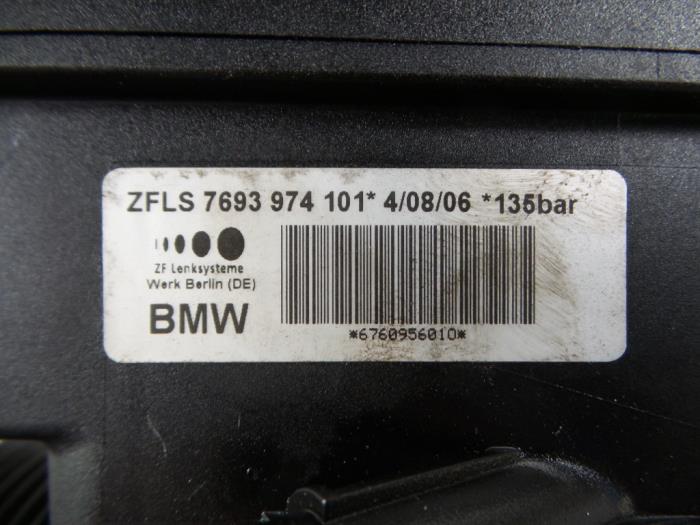 ZFLS 7693 974 101* 4/08/06 *135bar
ZF Lenksysteme
Werk Berlin (DE)
BMW
*6760956010*